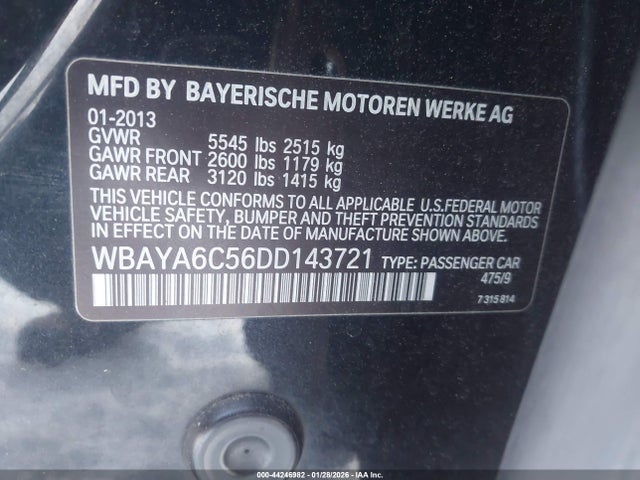 MFD BY BAYERISCHE MOTOREN WERKE AG
01-2013
GVWR 5545 lbs 2515 kg
GAWR FRONT 2600 lbs 1179 kg
GAWR REAR 3120 lbs 1415 kg
THIS VEHICLE CONFORMS TO ALL APPLICABLE U.S.FEDERAL MOTOR
VEHICLE SAFETY, BUMPER AND THEFT PREVENTION STANDARDS
IN EFFECT ON THE DATE OF MANUFACTURE SHOWN ABOVE.
WBAYA6C56DD143721 TYPE: PASSENGER CAR
475/9
7 315 814
000-44246982 - 01/28/2026 - IAA Inc.